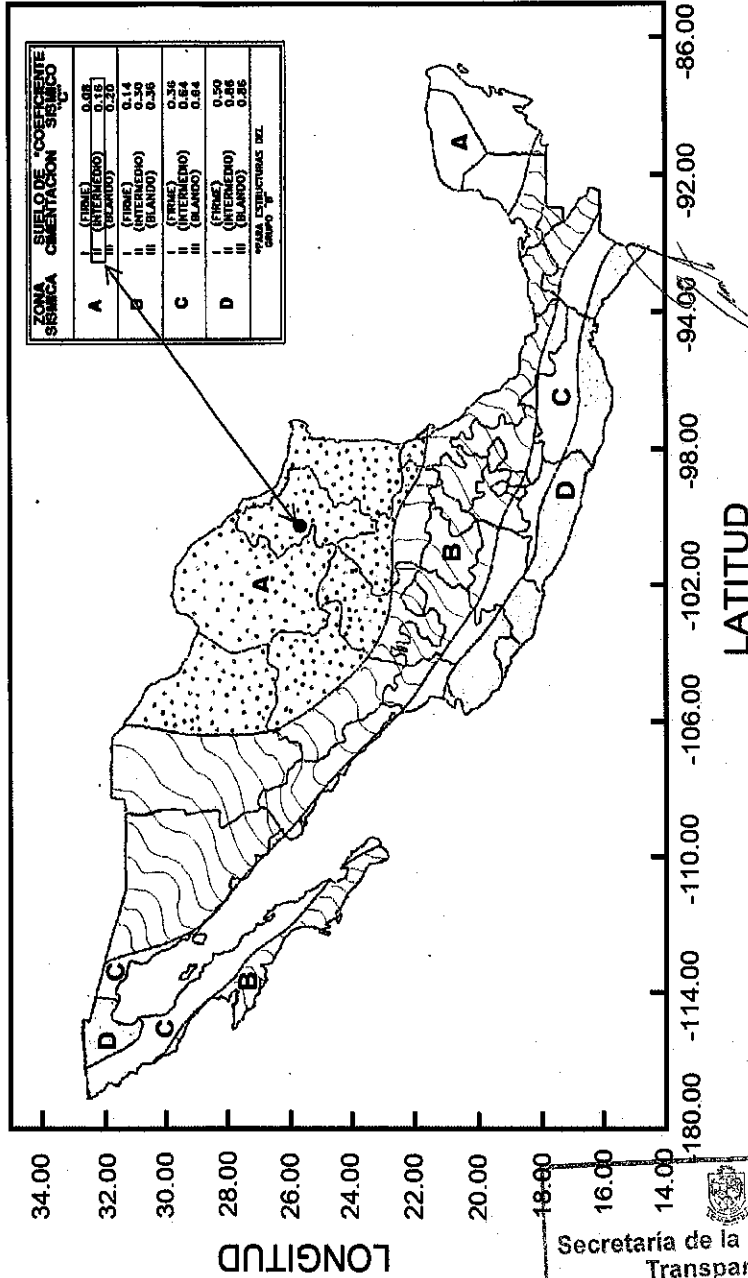 ZONA SISMICA
SUELO DE CIMENTACION
*COEFICIENTE SISMICO "C"
A
I (FIRME) 0.08
II (INTERMEDIO) 0.16
III (BLANDO) 0.20
B
I (FIRME) 0.14
II (INTERMEDIO) 0.30
III (BLANDO) 0.36
C
I (FIRME) 0.36
II (INTERMEDIO) 0.64
III (BLANDO) 0.64
D
I (FIRME) 0.50
II (INTERMEDIO) 0.86
III (BLANDO) 0.86
*PARA ESTRUCTURAS DEL
GRUPO "B"
34.00
32.00
30.00
28.00
26.00
24.00
22.00
20.00
18.00
16.00
14.00
LONGITUD
D
C
C
B
A
B
C
D
A
-180.00
-114.00
-110.00
-106.00
-102.00
-98.00
-94.00
-92.00
-86.00
LATITUD
Secretaría de la
Transpar